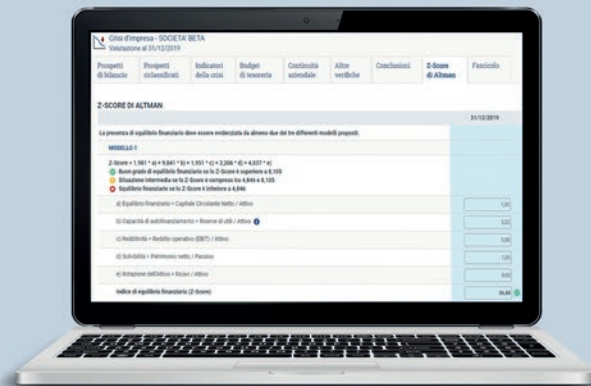 Crisi d'impresa - SOCIETA' BETA
Valutazione al 31/12/2019
Prospetti di bilancio
Prospetti riclassificati
Indicatori della crisi
Budget di tesoreria
Continuità aziendale
Altre verifiche
Conclusioni
Z-Score di Altman
Fascicolo
Z-SCORE DI ALTMAN
31/12/2019
La presenza di equilibrio finanziario deve essere evidenziata da almeno due dei tre differenti modelli proposti.
MODELLO 1
Z-Score = 1,981 * a) + 9,841 * b) + 1,951 * c) + 3,206 * d) + 4,037 * e)
Buon grado di equilibrio finanziario se lo Z-Score è superiore a 8,105
Situazione intermedia se lo Z-Score è compresa tra 4,846 e 8,105
Equilibrio finanziario se lo Z-Score è inferiore a 4,846
a) Equilibrio finanziario = Capitale Circolante Netto / Attivo
b) Capacità di autofinanziamento = Riserve di utili / Attivo
c) Redditività = Reddito operativo (EBIT) / Attivo
d) Solvibilità = Patrimonio netto / Passivo
e) Rotazione dell'Attivo = Ricavi / Attivo
Indice di equilibrio finanziario (Z-Score)